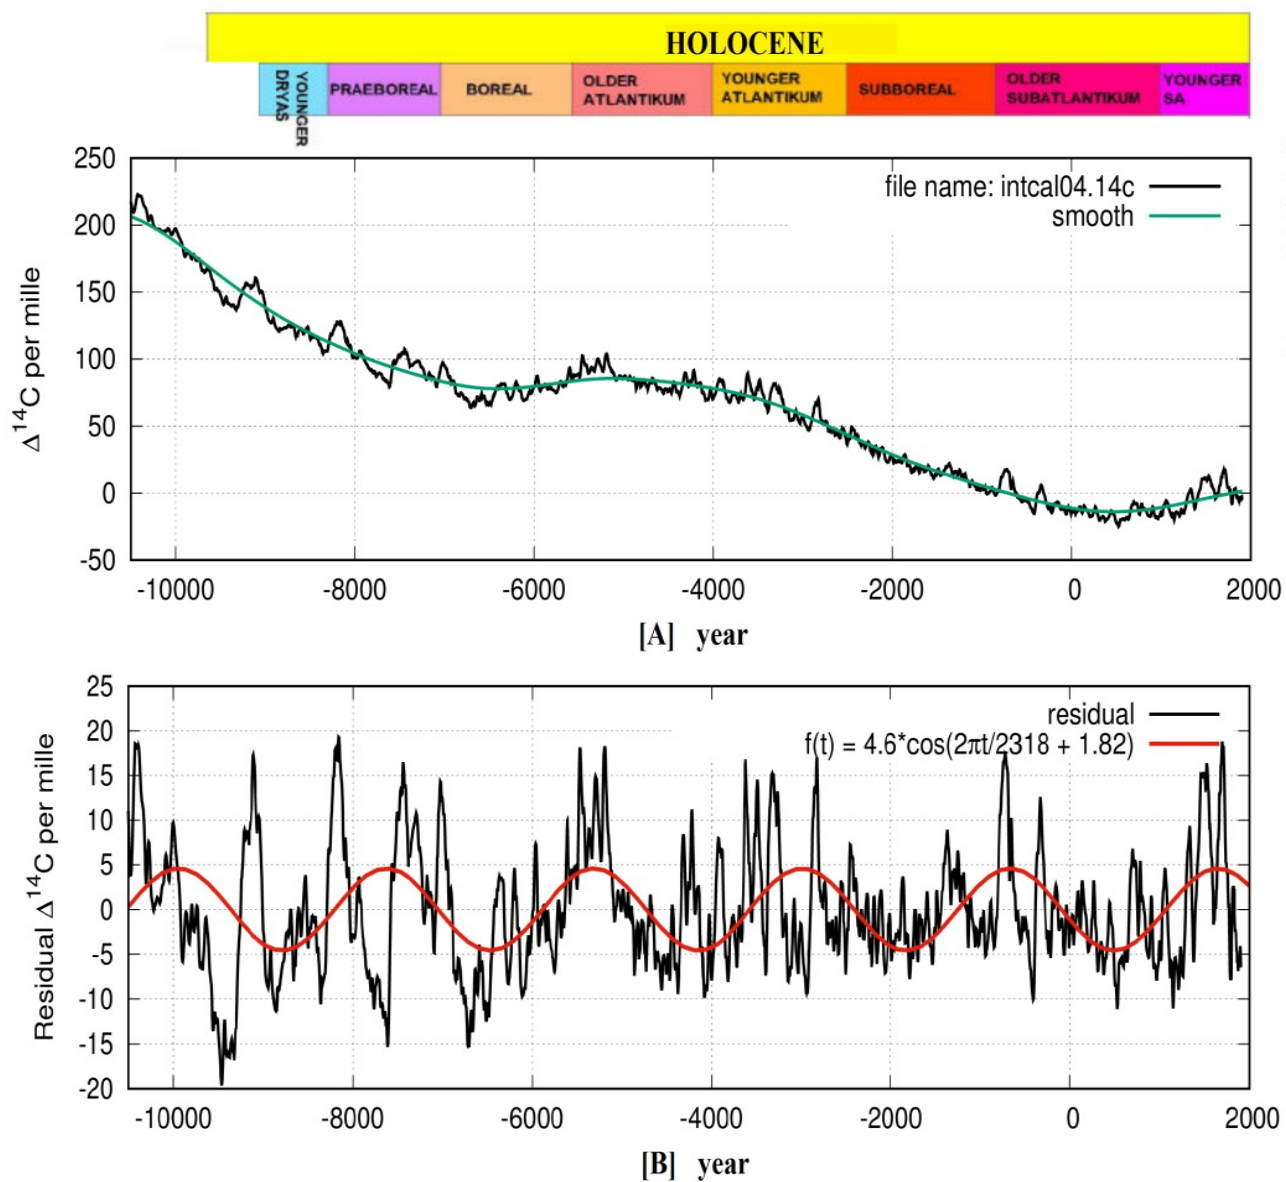 HOLOCENE
YOUNGER
DRYAS
PRAEBOREAL
BOREAL
OLDER
ATLANTIKUM
YOUNGER
ATLANTIKUM
SUBBOREAL
OLDER
SUBATLANTIKUM
YOUNGER
SA
file name: intcal04.14c
smooth
Δ¹⁴C per mille
250
200
150
100
50
0
-50
-10000 -8000 -6000 -4000 -2000 0 2000
[A] year
residual
f(t) = 4.6*cos(2πt/2318 + 1.82)
Residual Δ¹⁴C per mille
25
20
15
10
5
0
-5
-10
-15
-20
-10000 -8000 -6000 -4000 -2000 0 2000
[B] year